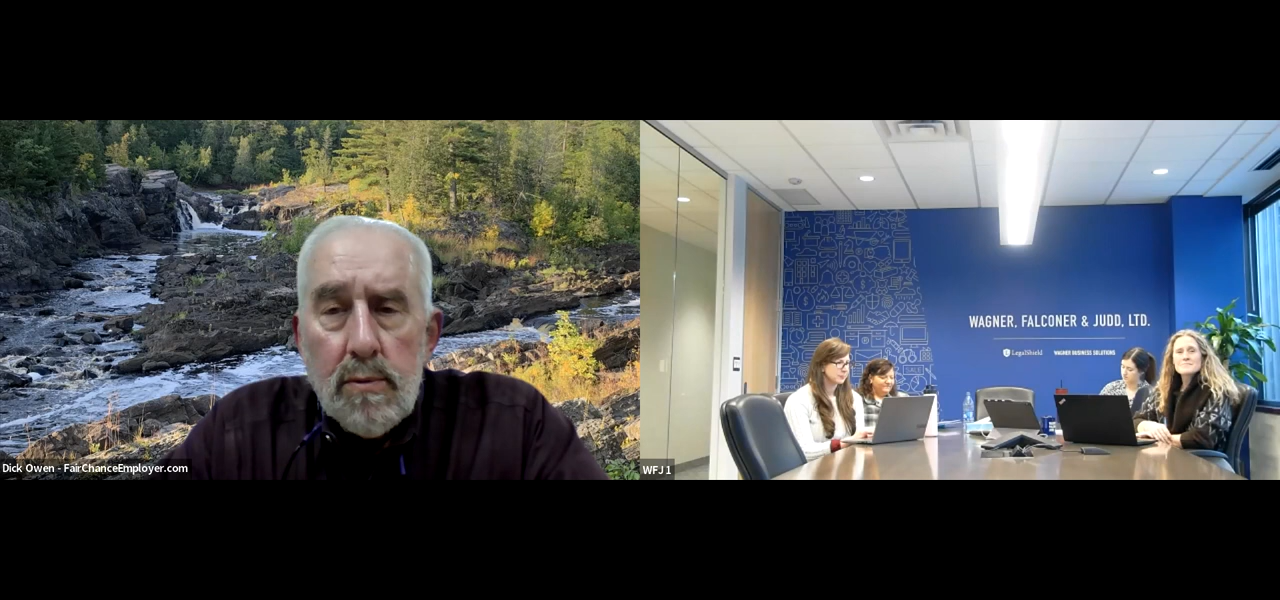 Dick Owen - FairChanceEmployer.com
WAGNER, FALCONER & JUDD, LTD.
LegalShield
WAGNER BUSINESS SOLUTIONS
WFJ 1